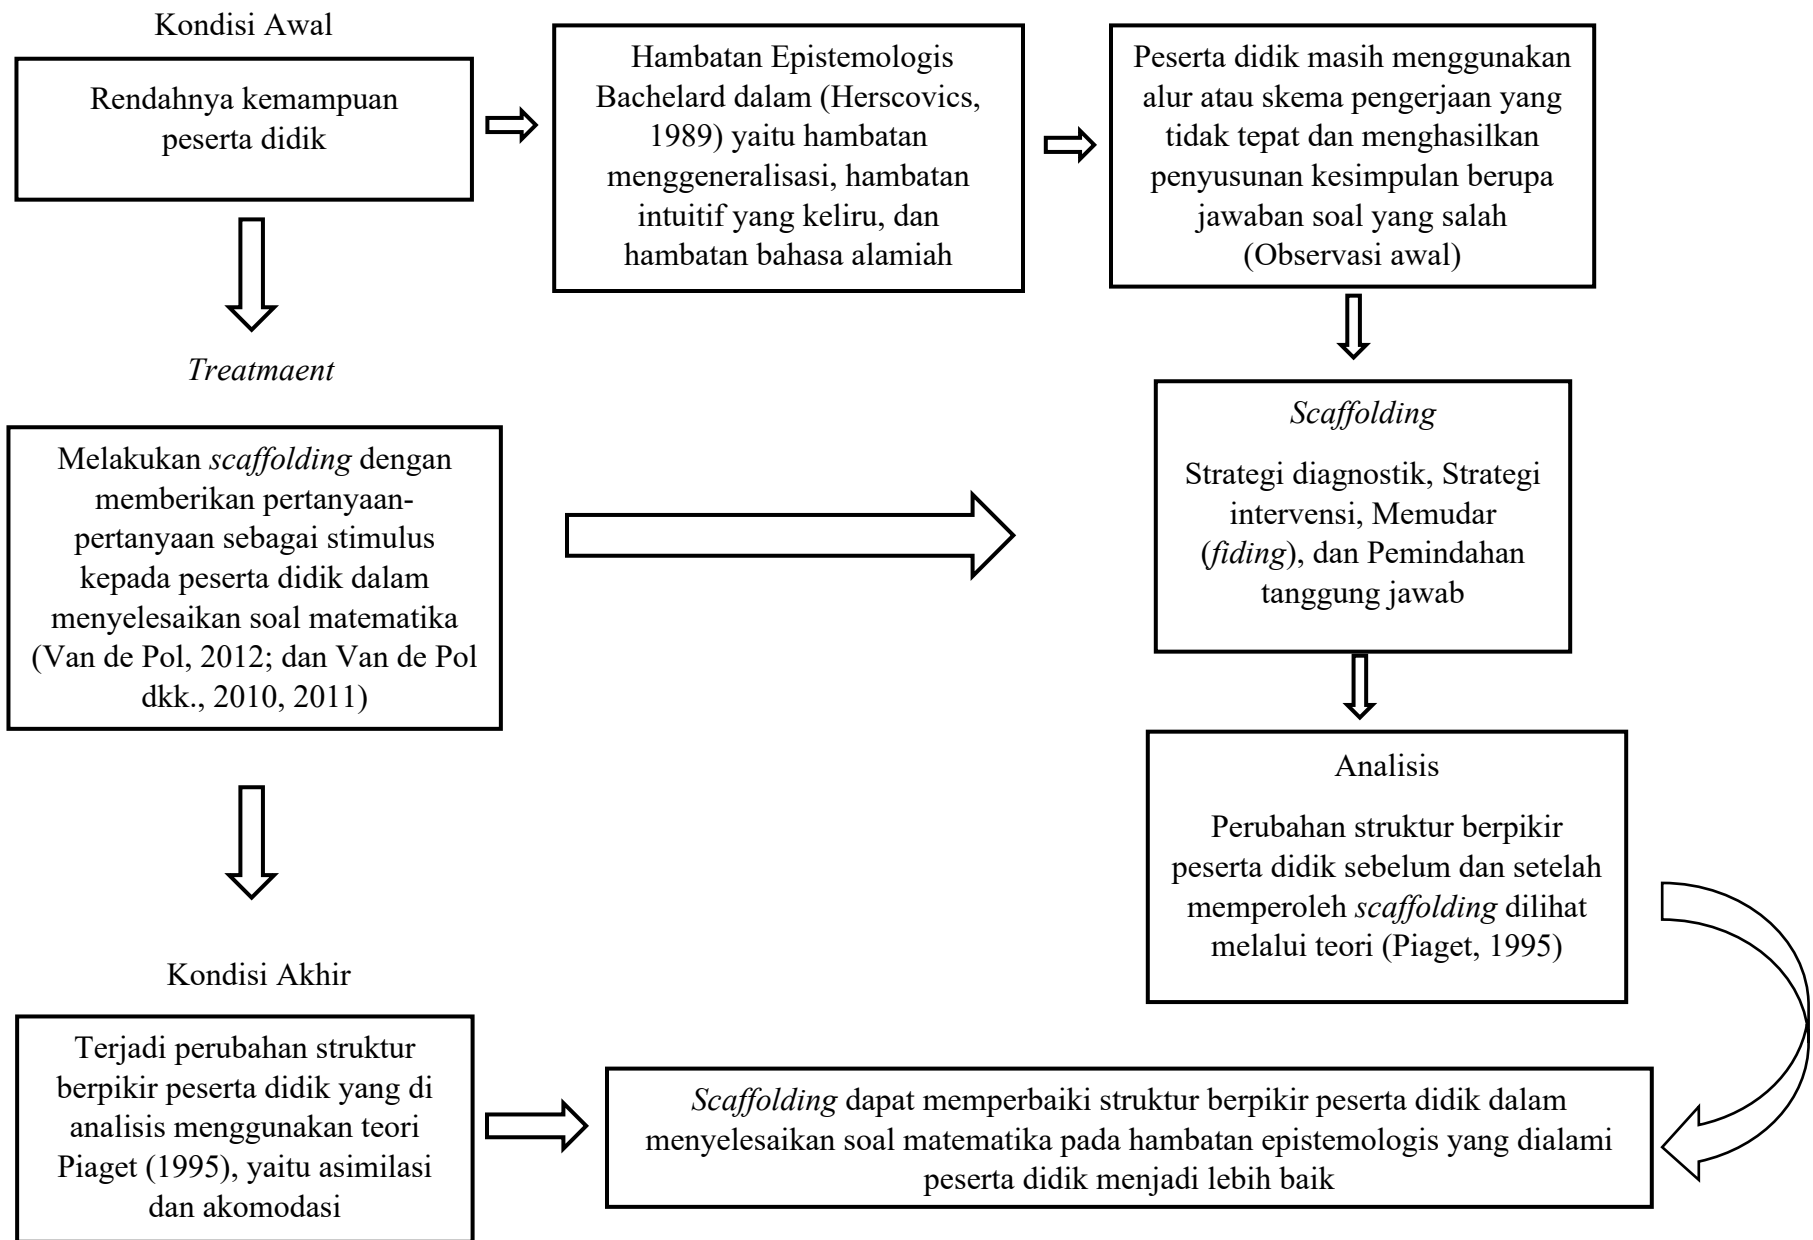 Kondisi Awal
Rendahnya kemampuan
peserta didik
Hambatan Epistemologis
Bachelard dalam (Herscovics,
1989) yaitu hambatan
menggeneralisasi, hambatan
intuitif yang keliru, dan
hambatan bahasa alamiah
Peserta didik masih menggunakan
alur atau skema pengerjaan yang
tidak tepat dan menghasilkan
penyusunan kesimpulan berupa
jawaban soal yang salah
(Observasi awal)
Treatmaent
Melakukan scaffolding dengan
memberikan pertanyaan-
pertanyaan sebagai stimulus
kepada peserta didik dalam
menyelesaikan soal matematika
(Van de Pol, 2012; dan Van de Pol
dkk., 2010, 2011)
Scaffolding
Strategi diagnostik, Strategi
intervensi, Memudar
(fiding), dan Pemindahan
tanggung jawab
Analisis
Perubahan struktur berpikir
peserta didik sebelum dan setelah
memperoleh scaffolding dilihat
melalui teori (Piaget, 1995)
Kondisi Akhir
Terjadi perubahan struktur
berpikir peserta didik yang di
analisis menggunakan teori
Piaget (1995), yaitu asimilasi
dan akomodasi
Scaffolding dapat memperbaiki struktur berpikir peserta didik dalam
menyelesaikan soal matematika pada hambatan epistemologis yang dialami
peserta didik menjadi lebih baik